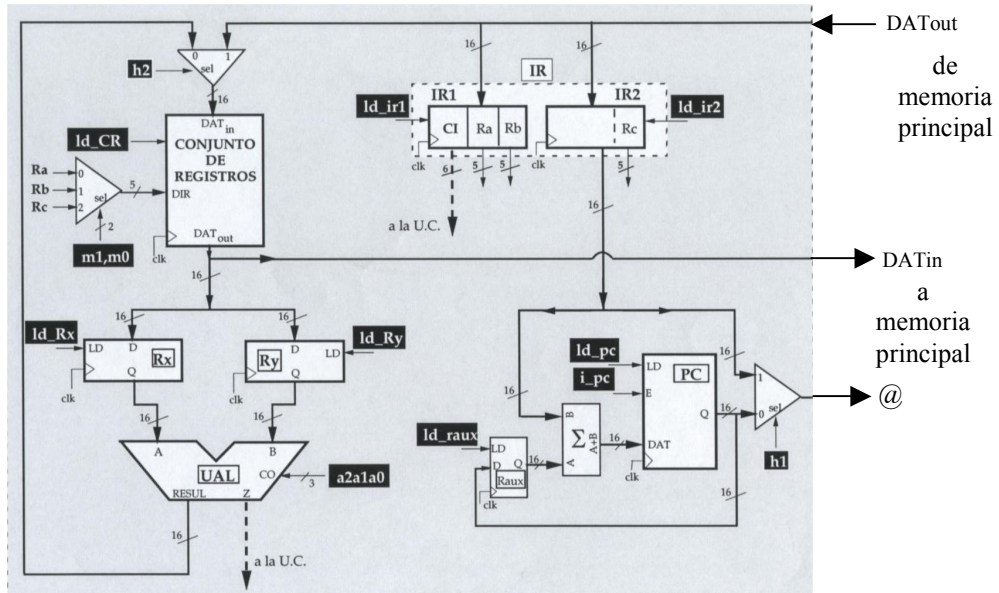 DATout
de
memoria
principal
0 1
sel
h2
16
16
16
IR
IR1
IR2
ld_ir1
ld_ir2
CI
Ra
Rb
Rc
clk
clk
6
5
5
5
a la U.C.
16
DAT in
CONJUNTO
DE
REGISTROS
DIR
DAT out
ld_CR
Ra
Rb
Rc
0
1
2
sel
5
2
m1,m0
clk
16
DATin
a
memoria
principal
16
16
ld_Rx
LD
D
Rx
Q
clk
D
Ry
LD
Q
clk
ld_Ry
16
16
A
B
UAL
CO
RESUL
Z
3
a2a1a0
16
a la U.C.
16
16
ld_pc
i_pc
LD
PC
E
Q
DAT
clk
16
1
0
sel
h1
@
B
Σ
A+B
A
16
16
ld_raux
LD
D
Q
Raux
clk
16